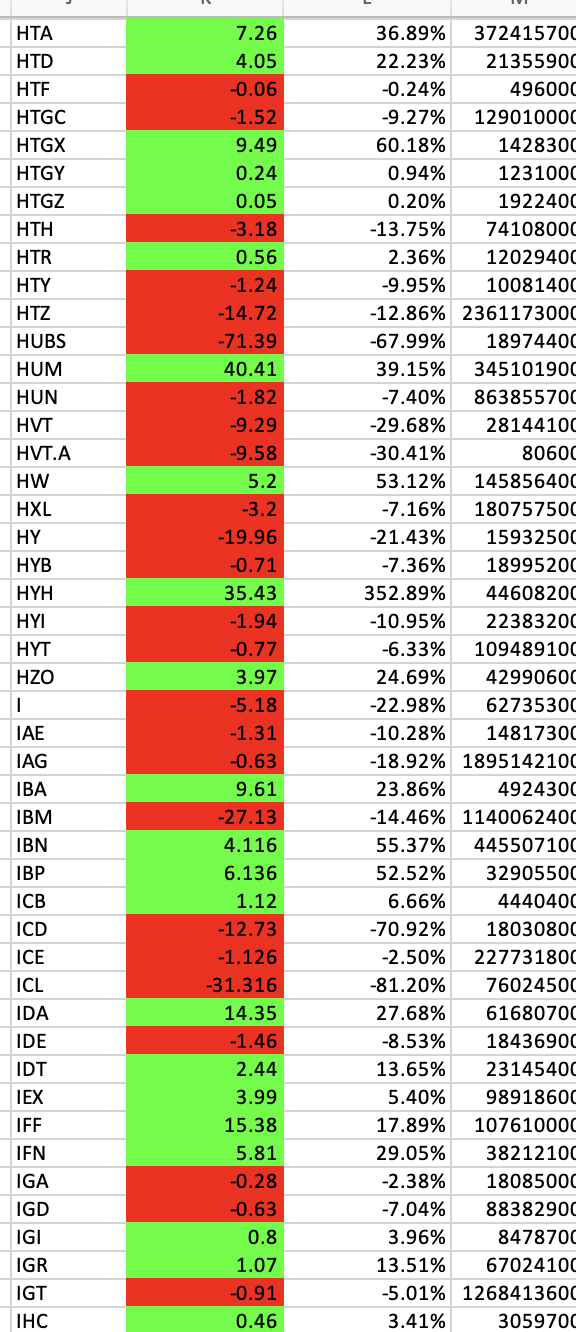 HTA 7.26 36.89% 372415700
HTD 4.05 22.23% 21355900
HTF -0.06 -0.24% 496000
HTGC -1.52 -9.27% 129010000
HTGX 9.49 60.18% 1428300
HTGY 0.24 0.94% 1231000
HTGZ 0.05 0.20% 1922400
HTH -3.18 -13.75% 74108000
HTR 0.56 2.36% 12029400
HTY -1.24 -9.95% 10081400
HTZ -14.72 -12.86% 2361173000
HUBS -71.39 -67.99% 18974400
HUM 40.41 39.15% 345101900
HUN -1.82 -7.40% 863855700
HVT -9.29 -29.68% 28144100
HVT.A -9.58 -30.41% 80600
HW 5.2 53.12% 145856400
HXL -3.2 -7.16% 180757500
HY -19.96 -21.43% 15932500
HYB -0.71 -7.36% 18995200
HYH 35.43 352.89% 44608200
HYI -1.94 -10.95% 22383200
HYT -0.77 -6.33% 109489100
HZO 3.97 24.69% 42990600
I -5.18 -22.98% 62735300
IAE -1.31 -10.28% 14817300
IAG -0.63 -18.92% 1895142100
IBA 9.61 23.86% 4924300
IBM -27.13 -14.46% 1140062400
IBN 4.116 55.37% 445507100
IBP 6.136 52.52% 32905500
ICB 1.12 6.66% 4440400
ICD -12.73 -70.92% 18030800
ICE -1.126 -2.50% 227731800
ICL -31.316 -81.20% 76024500
IDA 14.35 27.68% 61680700
IDE -1.46 -8.53% 18436900
IDT 2.44 13.65% 23145400
IEX 3.99 5.40% 98918600
IFF 15.38 17.89% 107610000
IFN 5.81 29.05% 38212100
IGA -0.28 -2.38% 18085000
IGD -0.63 -7.04% 88382900
IGI 0.8 3.96% 8478700
IGR 1.07 13.51% 67024100
IGT -0.91 -5.01% 1268413600
IHC 0.46 3.41% 3059700